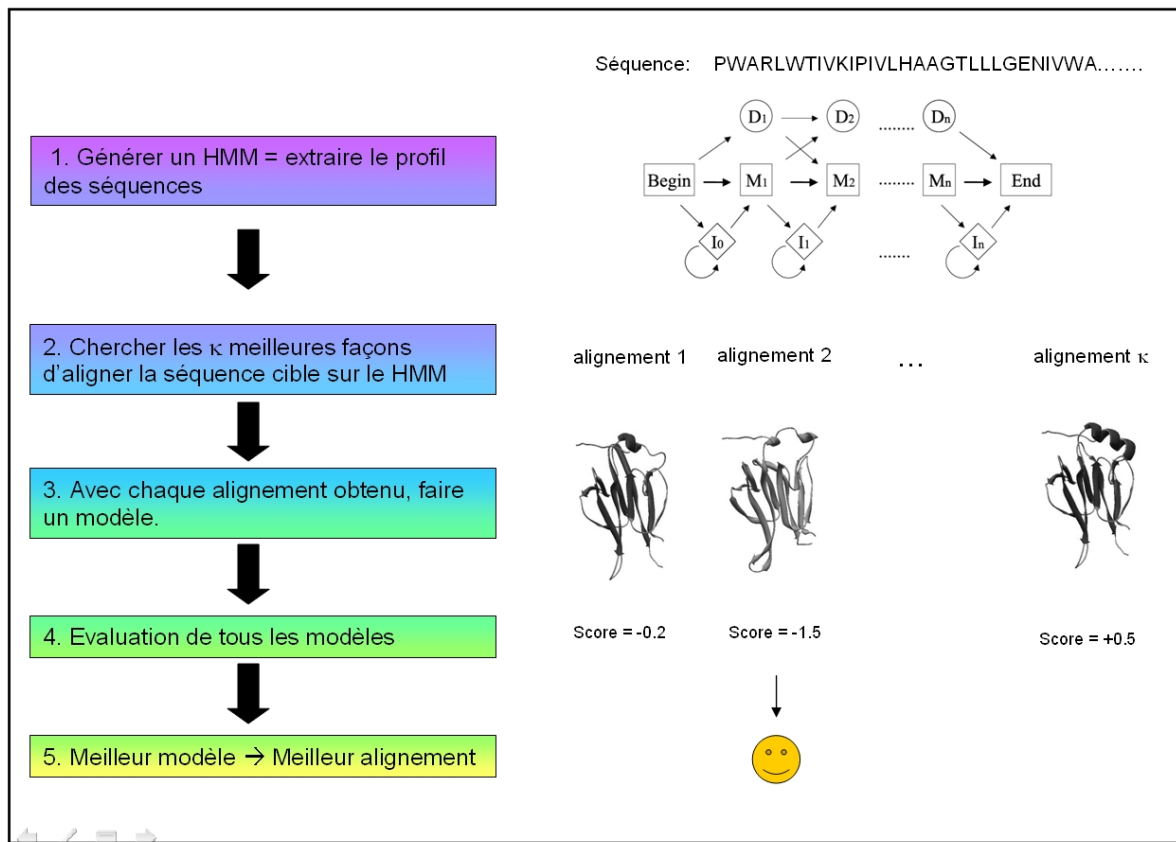 Séquence: PWARLWTIVKIPIVLHAAGTLLLGENIVWA.......
D1 D2 ........ Dn
1. Générer un HMM = extraire le profil
des séquences
Begin M1 M2 ........ Mn End
I0 I1 ...... In
2. Chercher les κ meilleures façons
d'aligner la séquence cible sur le HMM
alignement 1 alignement 2 ... alignement κ
3. Avec chaque alignement obtenu, faire
un modèle.
4. Evaluation de tous les modèles
Score = -0.2 Score = -1.5 Score = +0.5
5. Meilleur modèle → Meilleur alignement